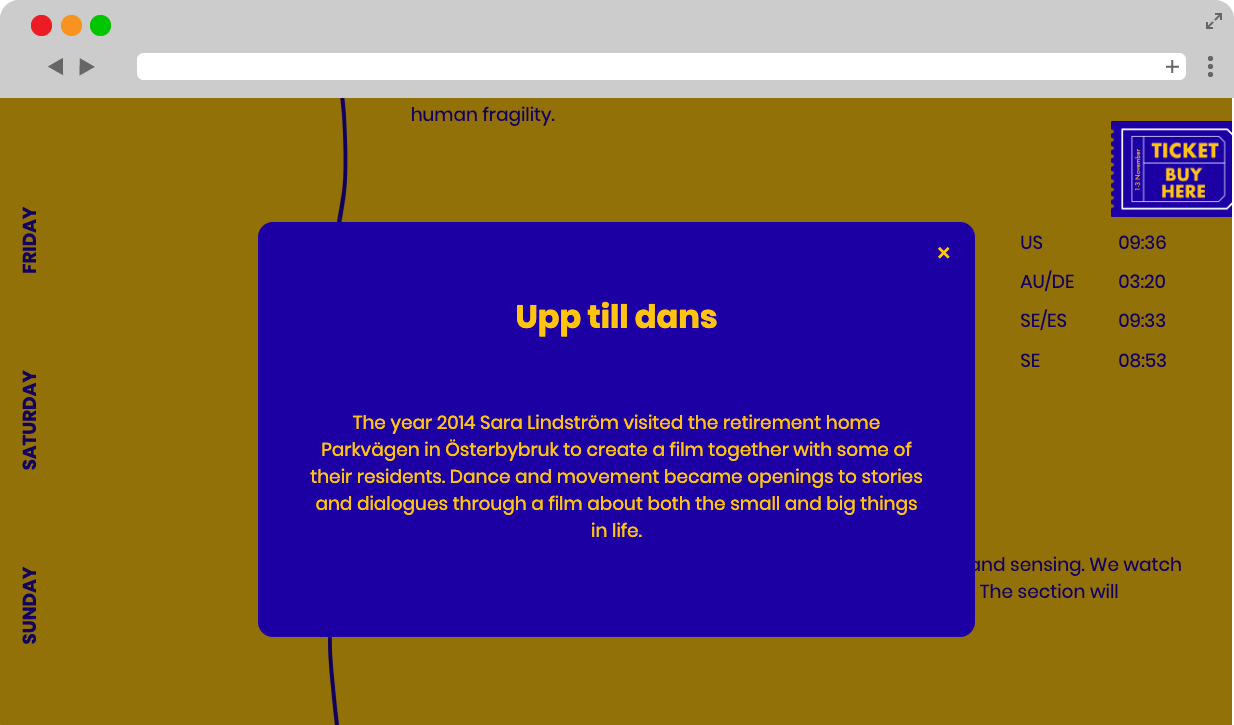 human fragility.
1-3 November
TICKET
BUY
HERE
FRIDAY
SATURDAY
SUNDAY
US 09:36
AU/DE 03:20
SE/ES 09:33
SE 08:53
×
Upp till dans
The year 2014 Sara Lindström visited the retirement home
Parkvägen in Österbybruk to create a film together with some of
their residents. Dance and movement became openings to stories
and dialogues through a film about both the small and big things
in life.
and sensing. We watch
The section will